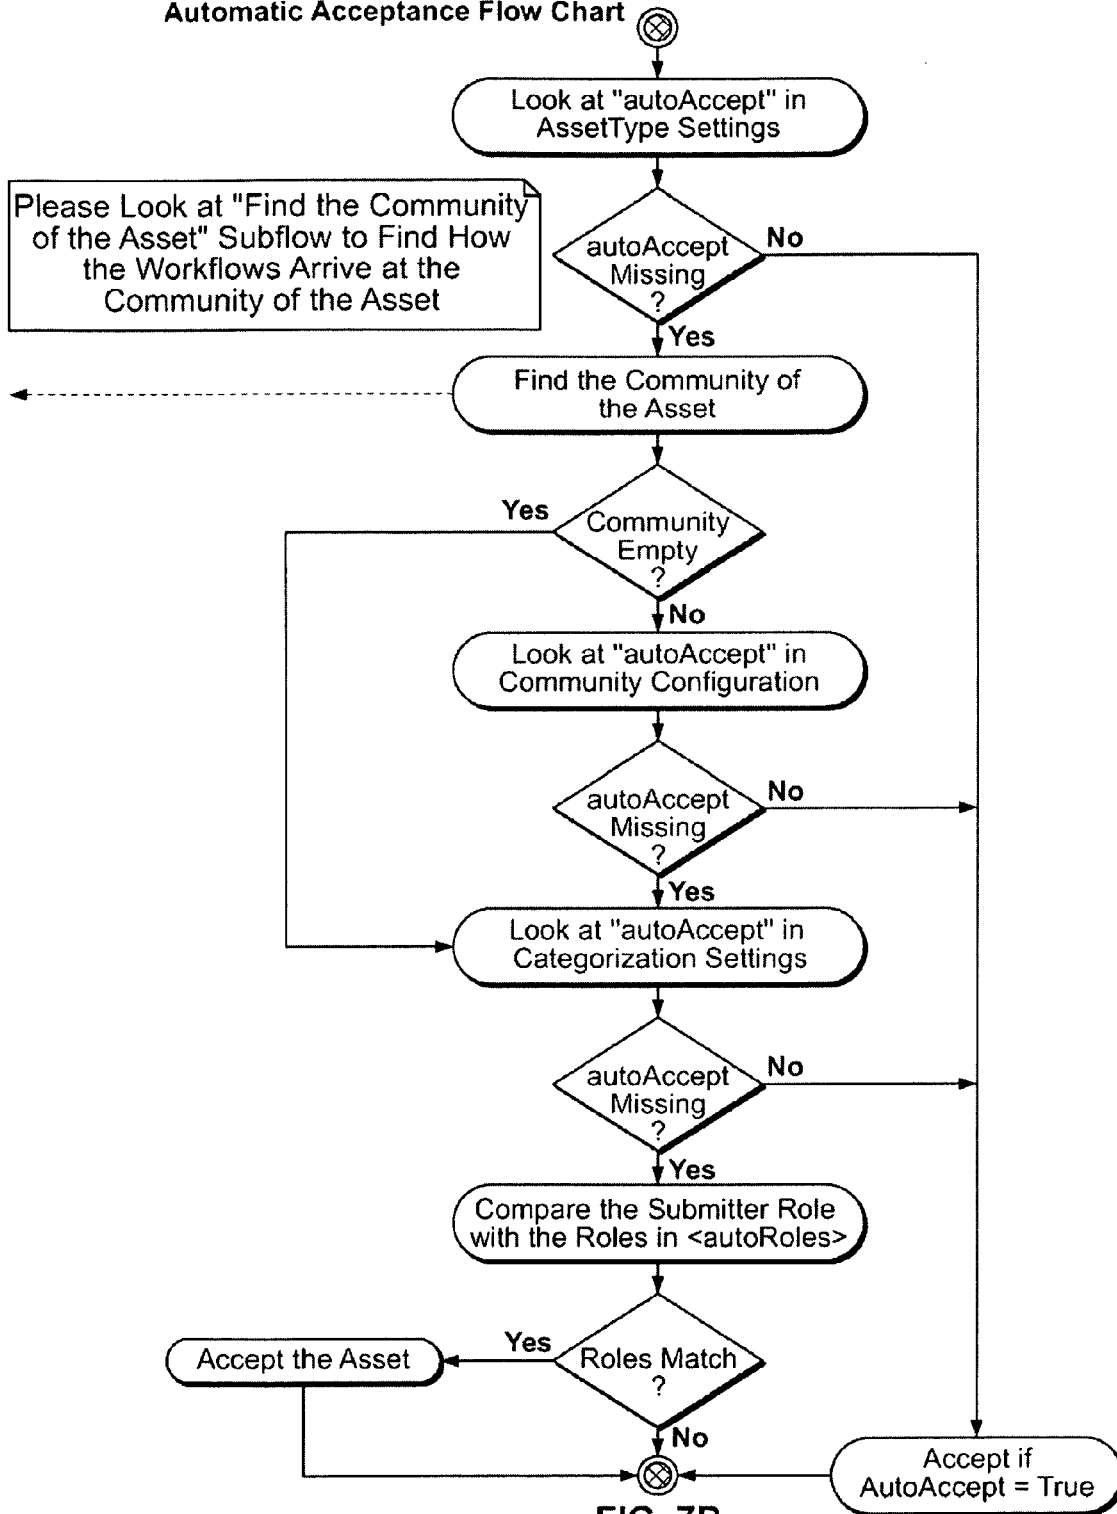 Automatic Acceptance Flow Chart
Look at "autoAccept" in
AssetType Settings
Please Look at "Find the Community
of the Asset" Subflow to Find How
the Workflows Arrive at the
Community of the Asset
autoAccept
Missing
?
No
Yes
Find the Community of
the Asset
Yes
Community
Empty
?
No
Look at "autoAccept" in
Community Configuration
autoAccept
Missing
?
No
Yes
Look at "autoAccept" in
Categorization Settings
autoAccept
Missing
?
No
Yes
Compare the Submitter Role
with the Roles in <autoRoles>
Roles Match
?
Yes
Accept the Asset
No
Accept if
AutoAccept = True